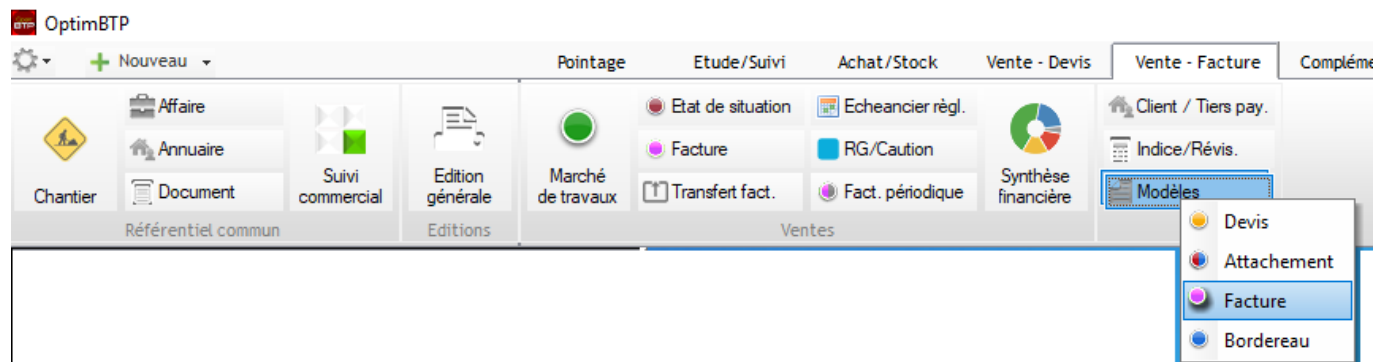 OptimBTP
Nouveau
Pointage
Etude/Suivi
Achat/Stock
Vente - Devis
Vente - Facture
Compléme
Chantier
Affaire
Annuaire
Document
Suivi
commercial
Référentiel commun
Edition
générale
Editions
Marché
de travaux
Etat de situation
Facture
Transfert fact.
Echeancier règl.
RG/Caution
Fact. périodique
Synthèse
financière
Ventes
Client / Tiers pay.
Indice/Révis.
Modèles
Devis
Attachement
Facture
Bordereau